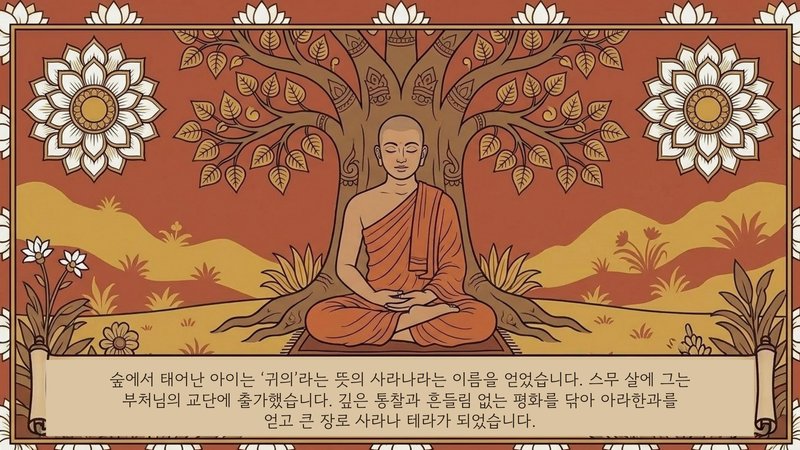 숲에서 태어난 아이는 ‘귀의’라는 뜻의 사라나라는 이름을 얻었습니다. 스무 살에 그는
부처님의 교단에 출가했습니다. 깊은 통찰과 흔들림 없는 평화를 닦아 아라한과를
얻고 큰 장로 사라나 테라가 되었습니다.